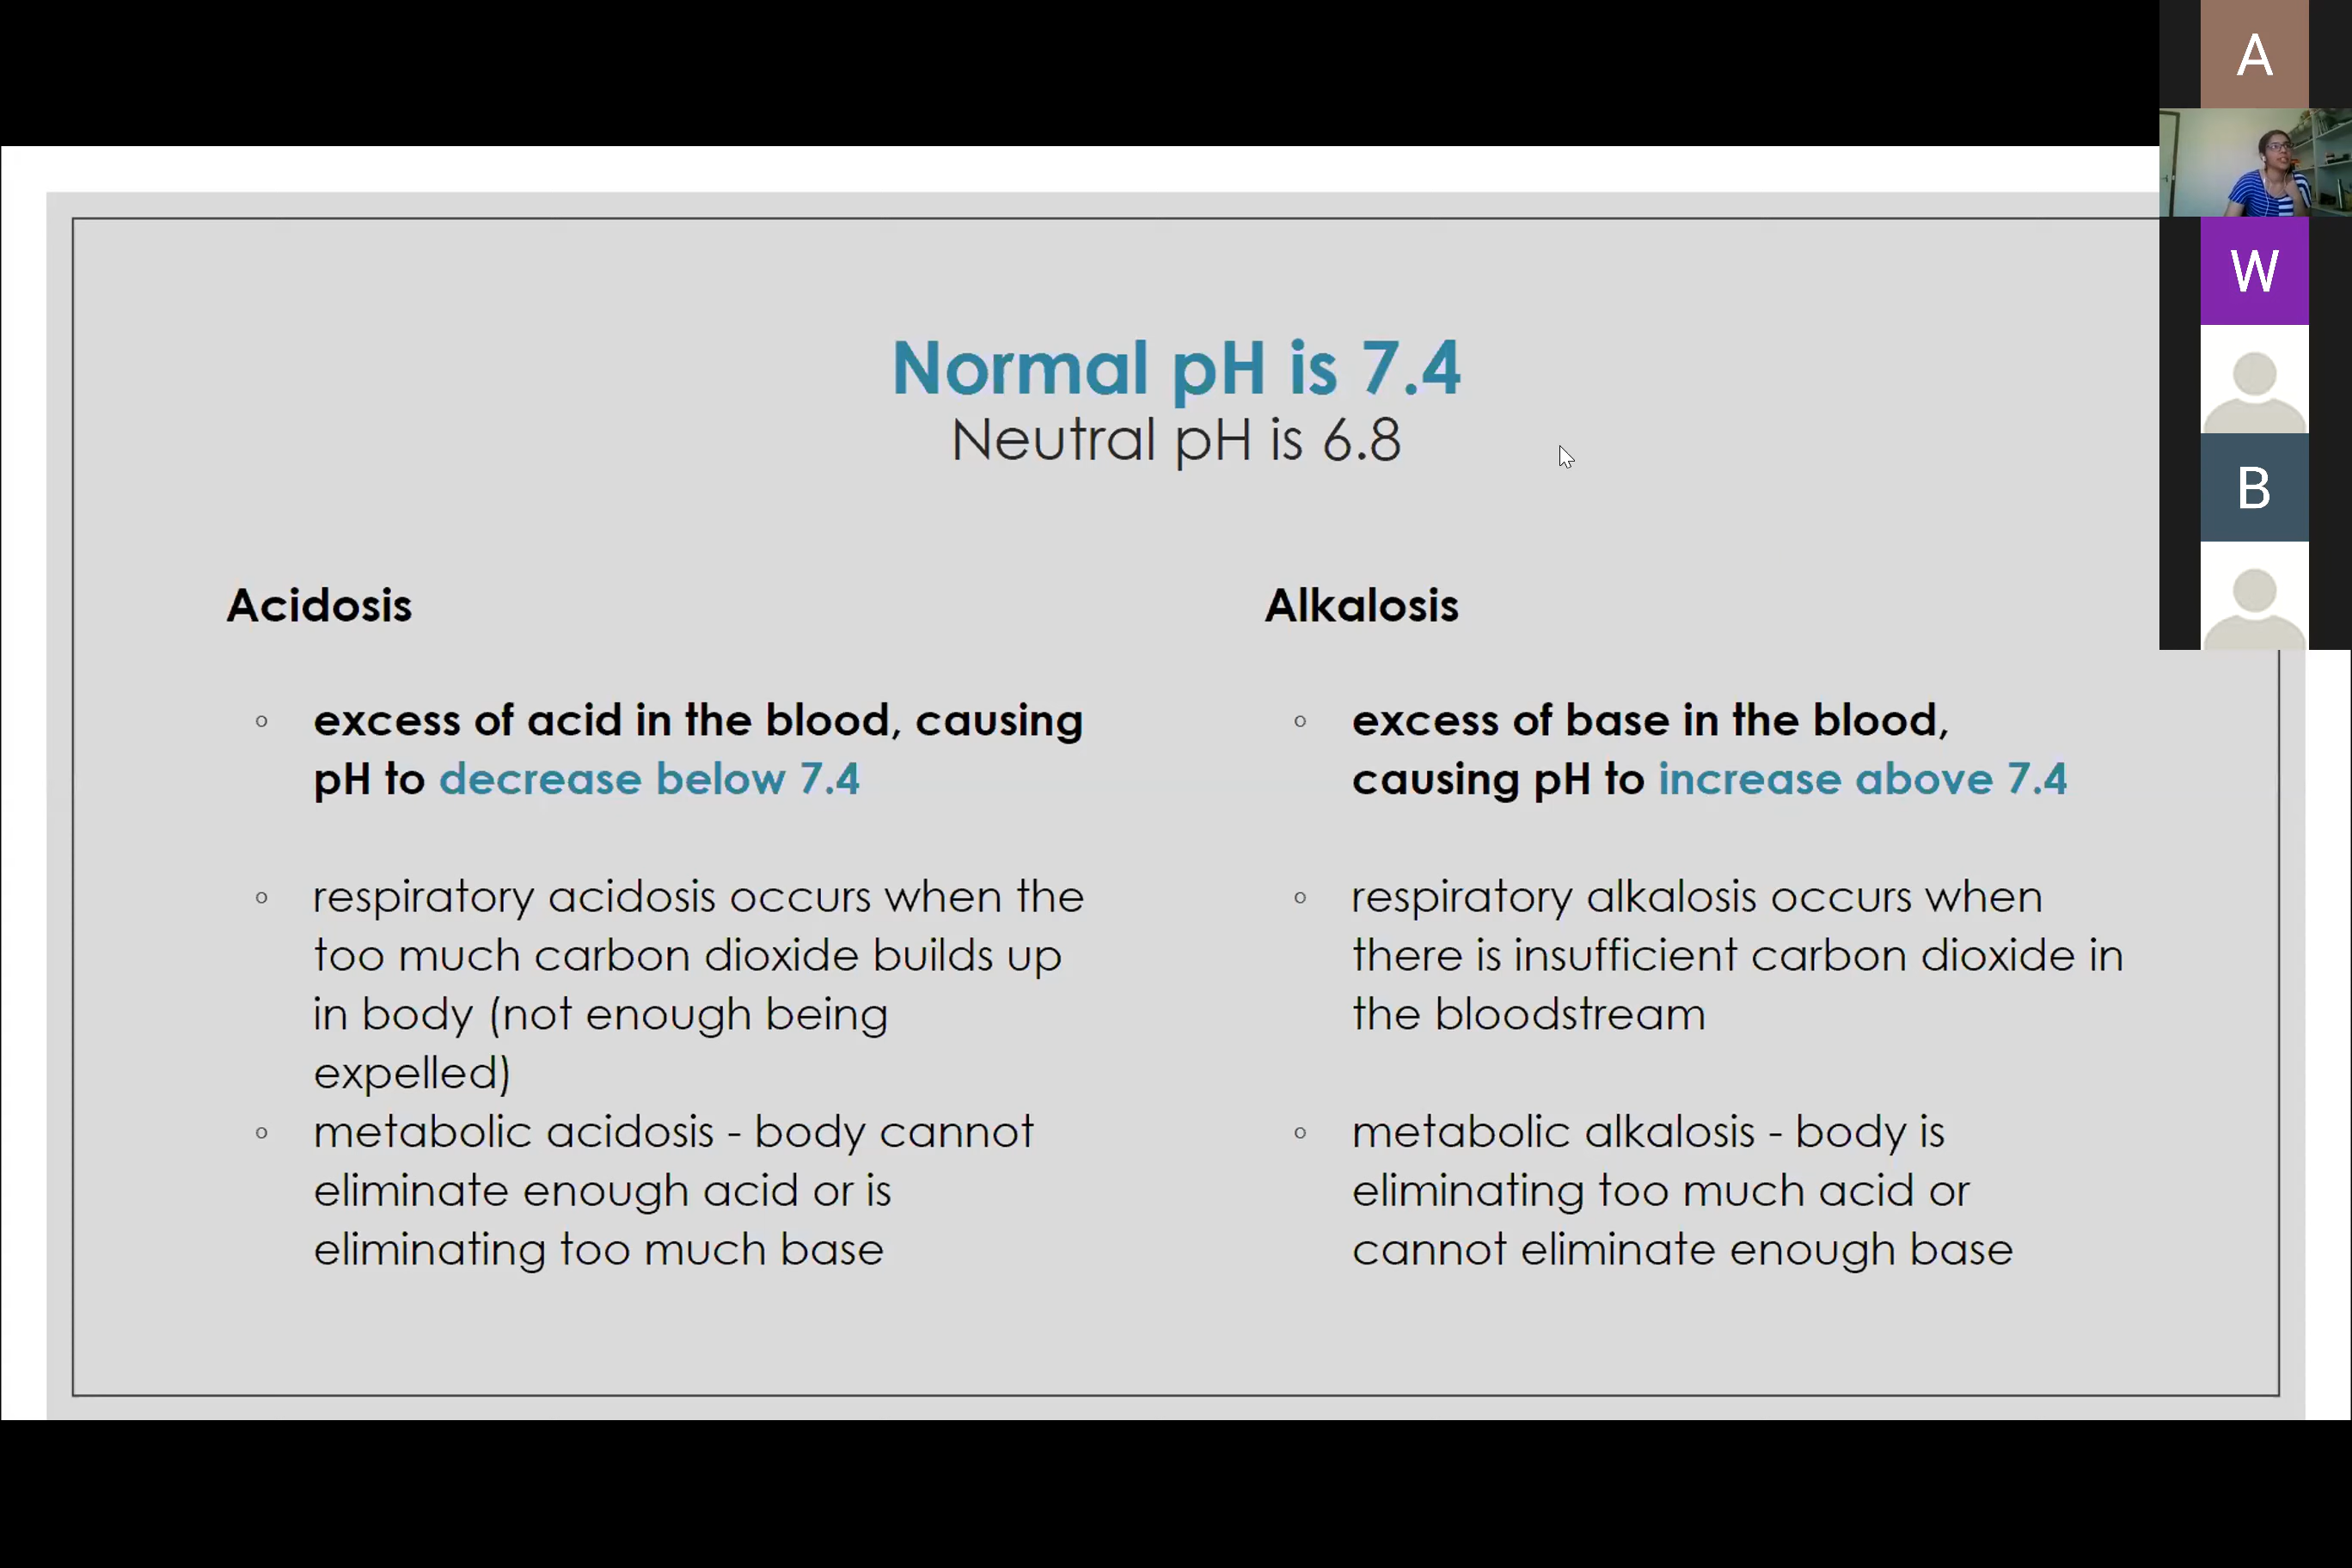 Normal pH is 7.4
Neutral pH is 6.8
Acidosis
◦ excess of acid in the blood, causing
pH to decrease below 7.4
◦ respiratory acidosis occurs when the
too much carbon dioxide builds up
in body (not enough being
expelled)
◦ metabolic acidosis - body cannot
eliminate enough acid or is
eliminating too much base
Alkalosis
◦ excess of base in the blood,
causing pH to increase above 7.4
◦ respiratory alkalosis occurs when
there is insufficient carbon dioxide in
the bloodstream
◦ metabolic alkalosis - body is
eliminating too much acid or
cannot eliminate enough base
A
W
B